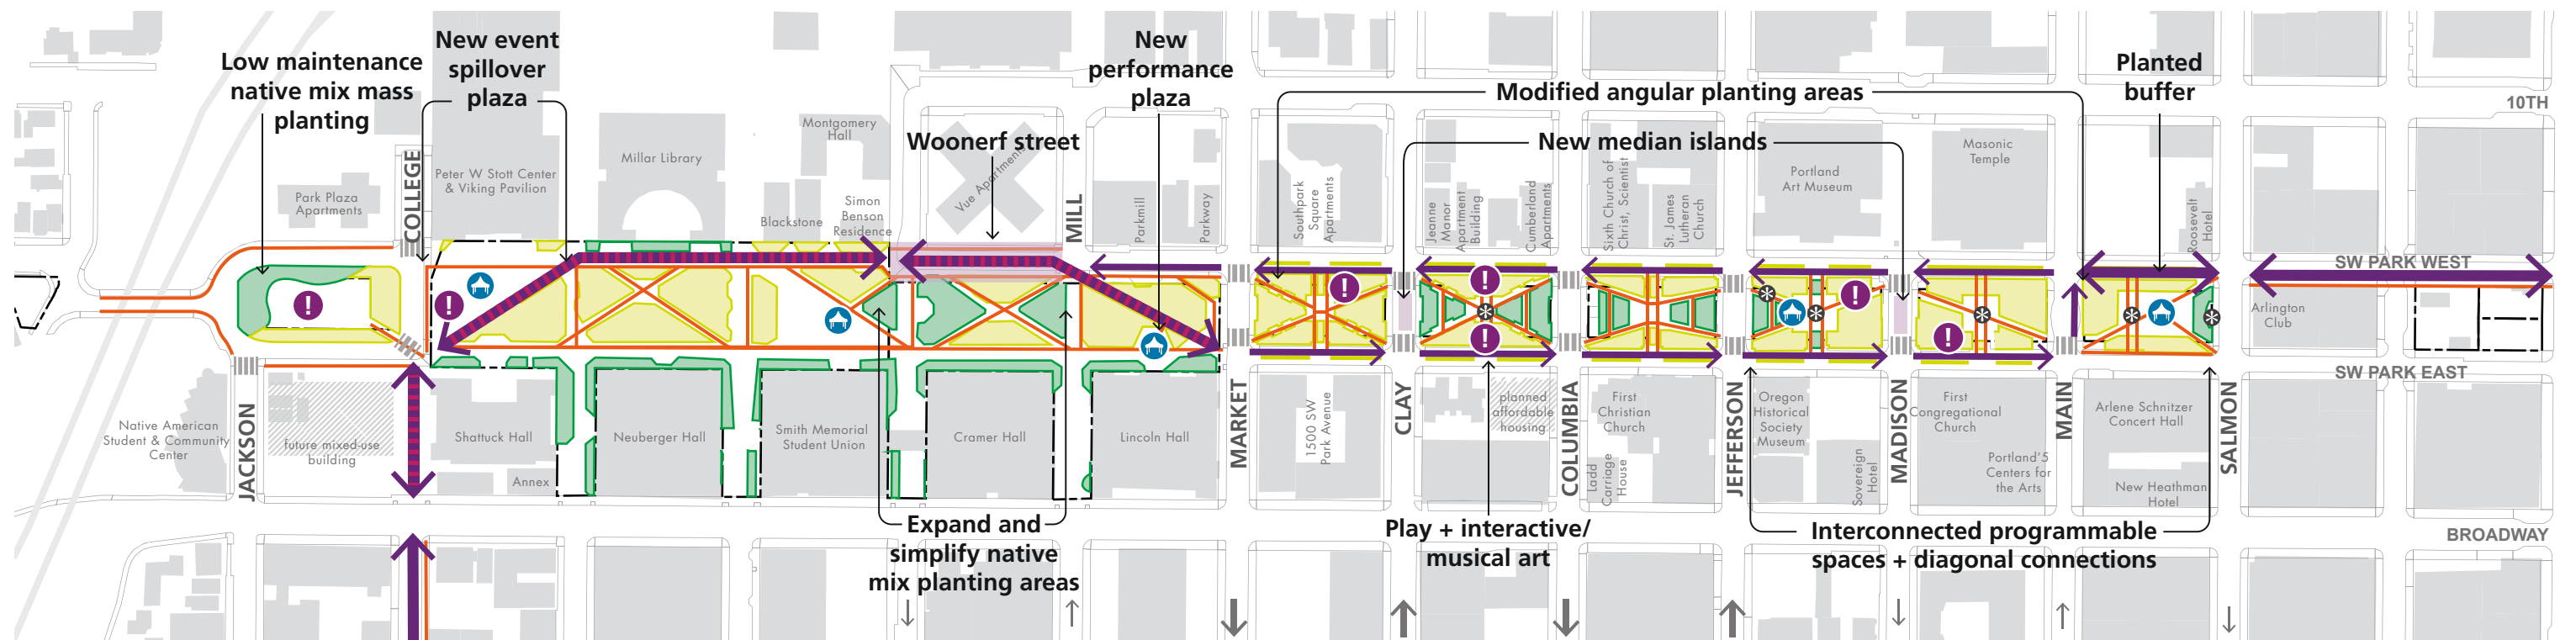 Low maintenance
native mix mass
planting
New event
spillover
plaza
New
performance
plaza
Woonerf street
Modified angular planting areas
New median islands
Planted
buffer
10TH
Park Plaza
Apartments
COLLEGE
Peter W Stott Center
& Viking Pavilion
Millar Library
Montgomery
Hall
Blackstone
Simon
Benson
Residence
Vue Apartments
MILL
Parkmill
Parkway
Southpark
Square
Apartments
Jeanne
Manor
Apartment
Building
Cumberland
Apartments
Sixth Church of
Christ, Scientist
St. James
Lutheran
Church
Portland
Art Museum
Masonic
Temple
Roosevelt
Hotel
SW PARK WEST
!
!
!
!
!
!
!
Arlington
Club
SW PARK EAST
Native American
Student & Community
Center
JACKSON
future mixed-use
building
Shattuck Hall
Annex
Neuberger Hall
Smith Memorial
Student Union
Cramer Hall
Lincoln Hall
MARKET
1500 SW
Park Avenue
CLAY
planned
affordable
housing
COLUMBIA
First
Christian
Church
Ladd
Carriage
House
JEFFERSON
Oregon
Historical
Society
Museum
Sovereign
Hotel
MADISON
First
Congregational
Church
Portland'5
Centers for
the Arts
MAIN
Arlene Schnitzer
Concert Hall
New Heathman
Hotel
SALMON
Expand and
simplify native
mix planting areas
Play + interactive/
musical art
Interconnected programmable
spaces + diagonal connections
BROADWAY